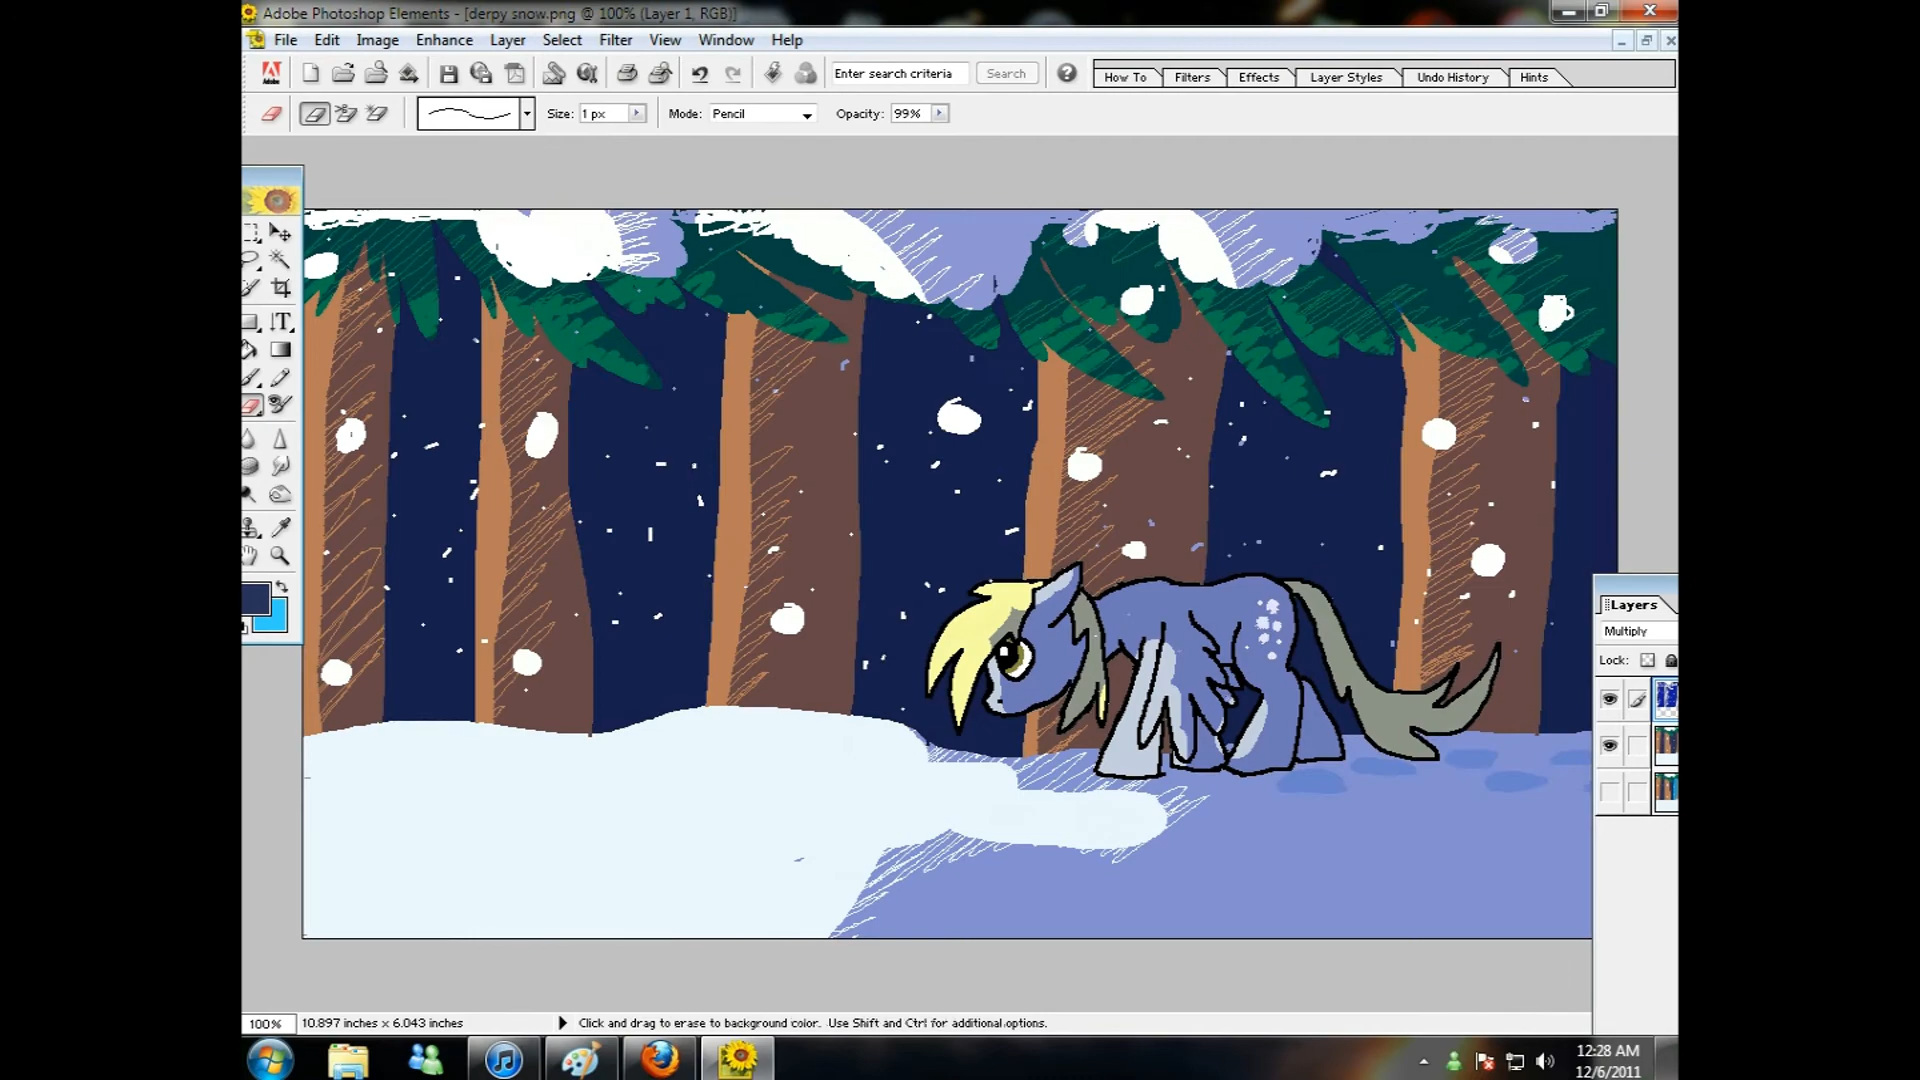 Adobe Photoshop Elements - [derpy snow.png @ 100% (Layer 1, RGB)]
File Edit Image Enhance Layer Select Filter View Window Help
Adobe Enter search criteria Search How To Filters Effects Layer Styles Undo History Hints
Size: 1 px Mode: Pencil Opacity: 99%
Layers
Multiply
Lock:
100% 10.897 inches x 6.043 inches Click and drag to erase to background color. Use Shift and Ctrl for additional options.
12:28 AM
12/6/2011